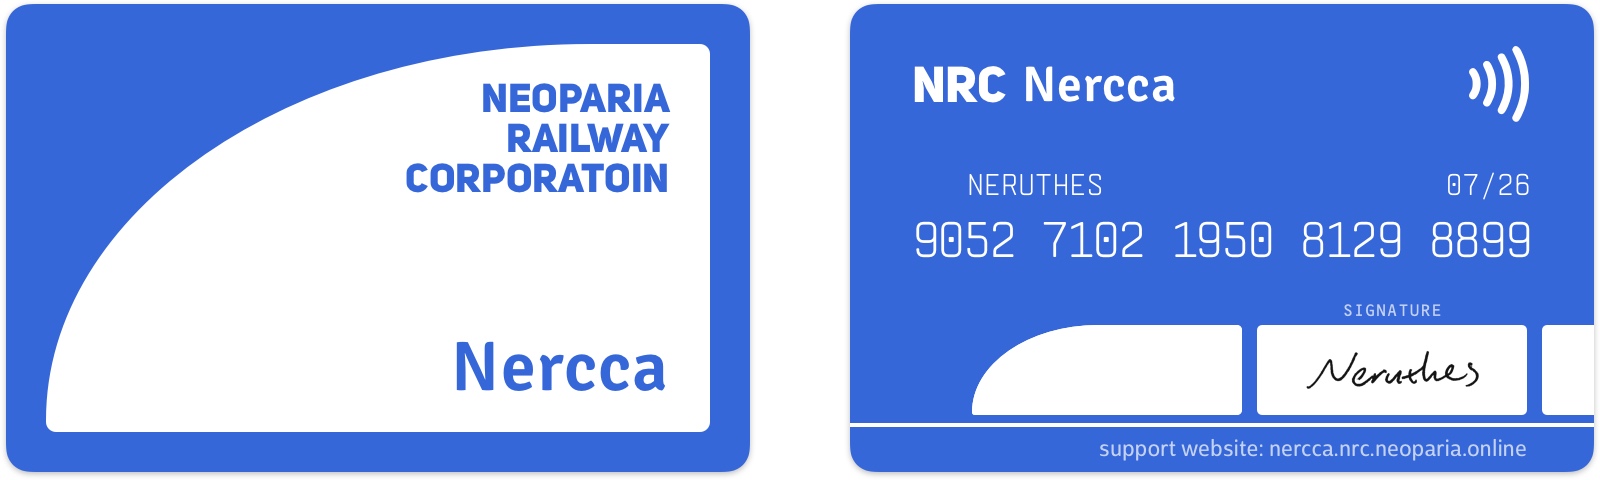 NEOPARIA
RAILWAY
CORPORATOIN
Nercca
NRC Nercca
NERUTHES 07/26
9052 7102 1950 8129 8899
SIGNATURE
Neruthes
support website: nercca.nrc.neoparia.online